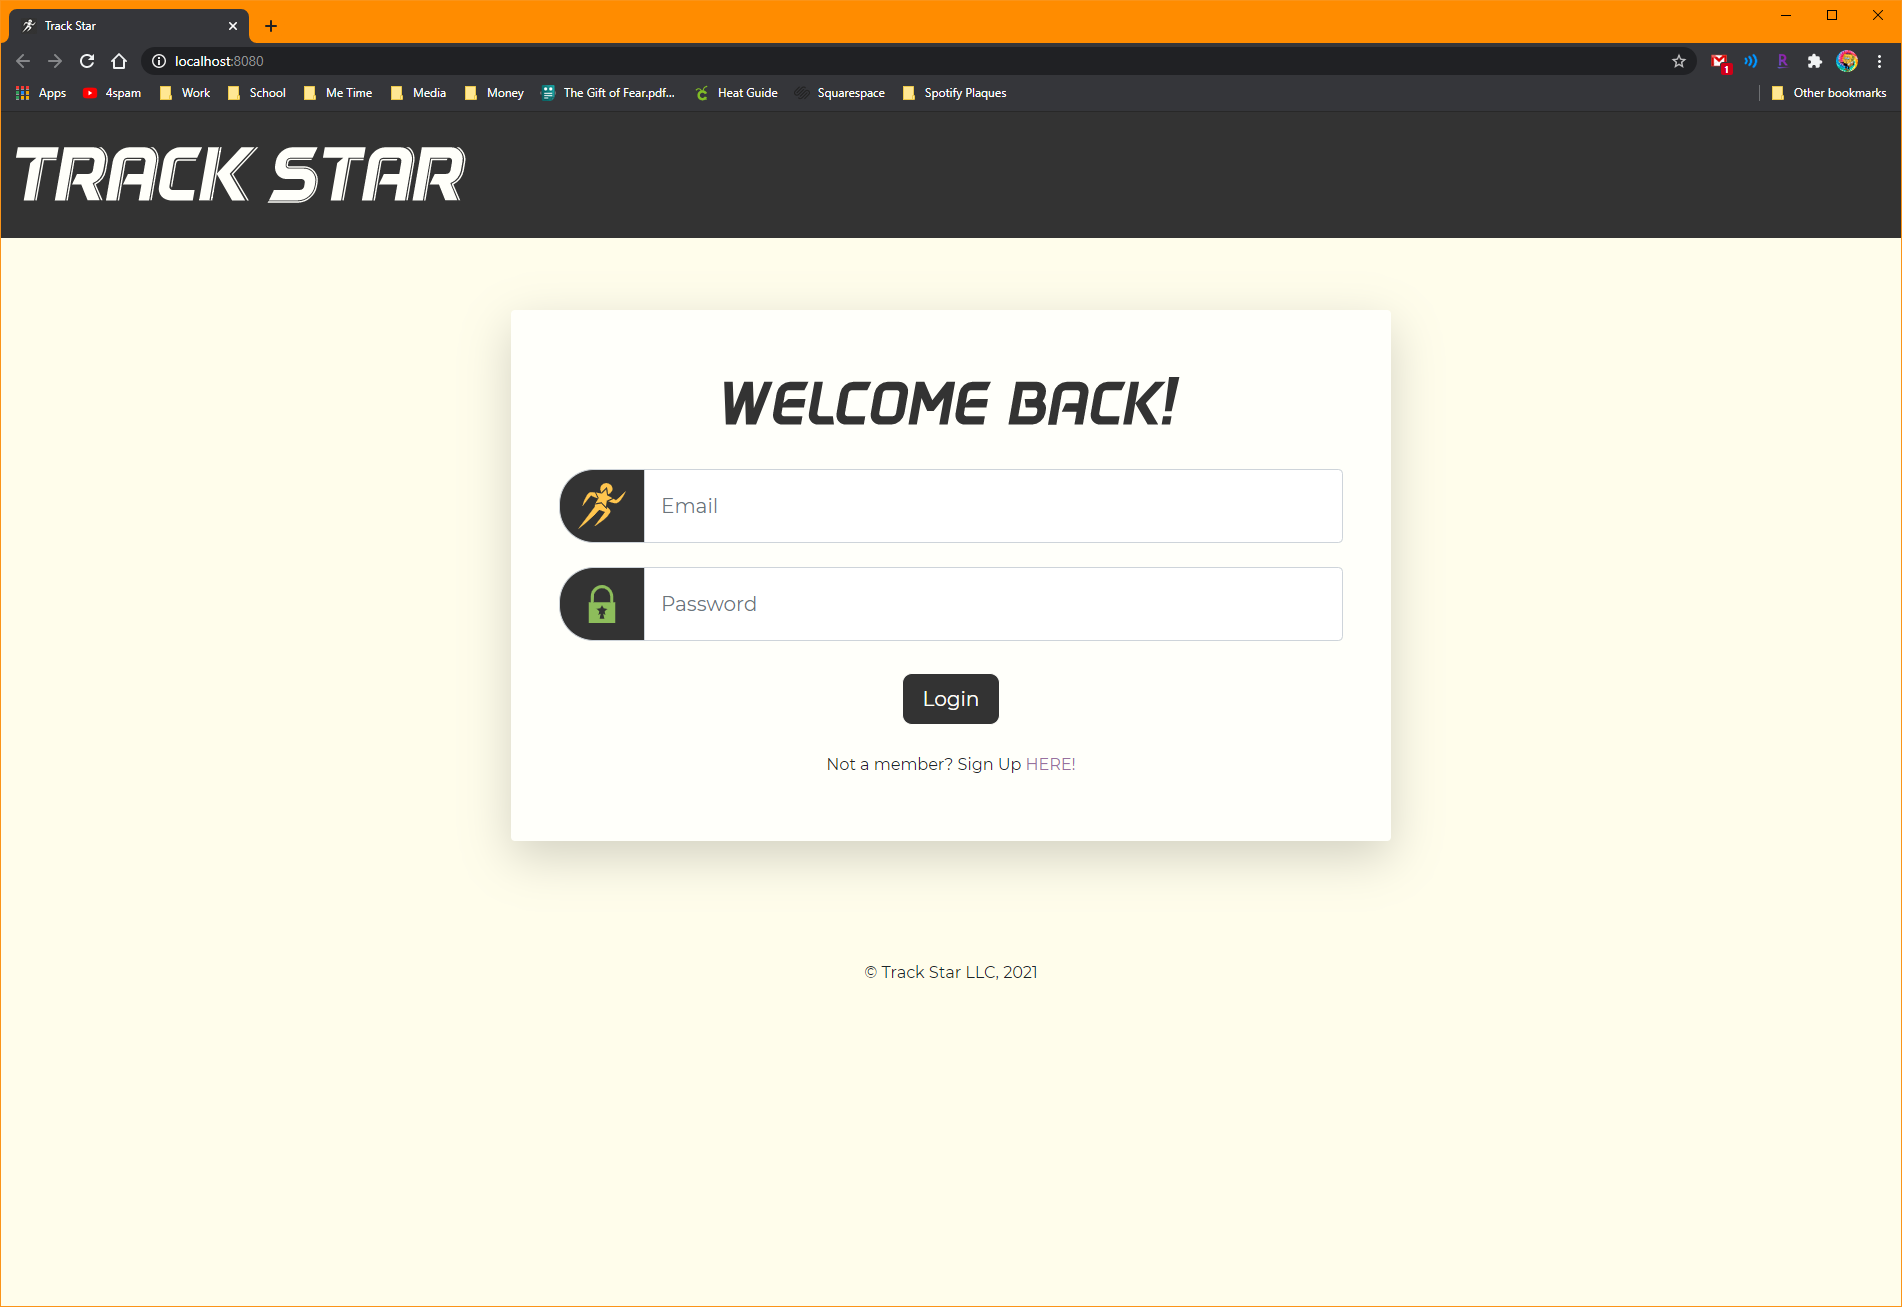 Track Star
localhost:8080
1
R
Apps
4spam
Work
School
Me Time
Media
Money
The Gift of Fear.pdf...
Heat Guide
Squarespace
Spotify Plaques
Other bookmarks
TRACK STAR
WELCOME BACK!
Email
Password
Login
Not a member? Sign Up HERE!
© Track Star LLC, 2021